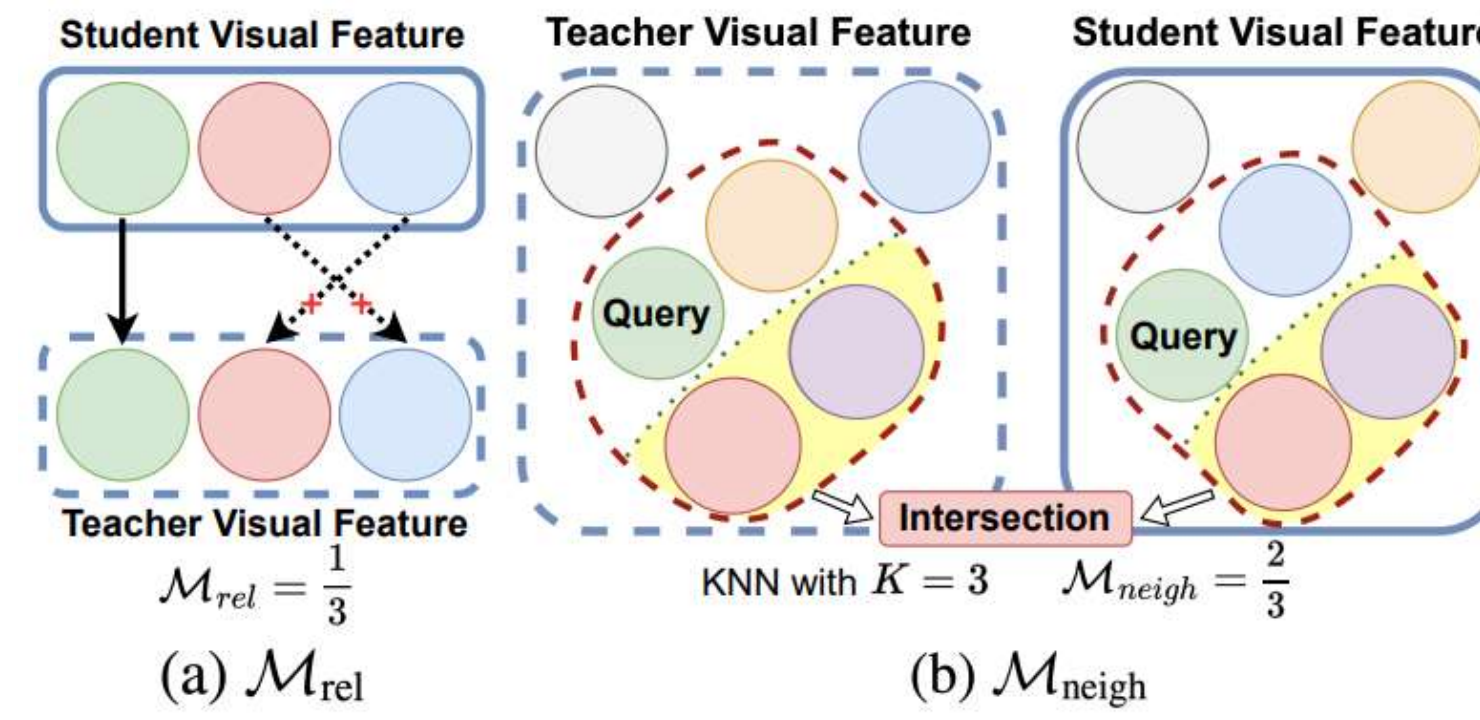 Student Visual Feature
Teacher Visual Feature
M_rel = 1/3
(a) M_rel
Teacher Visual Feature
Student Visual Featur
Query
Query
Intersection
KNN with K = 3
M_neigh = 2/3
(b) M_neigh